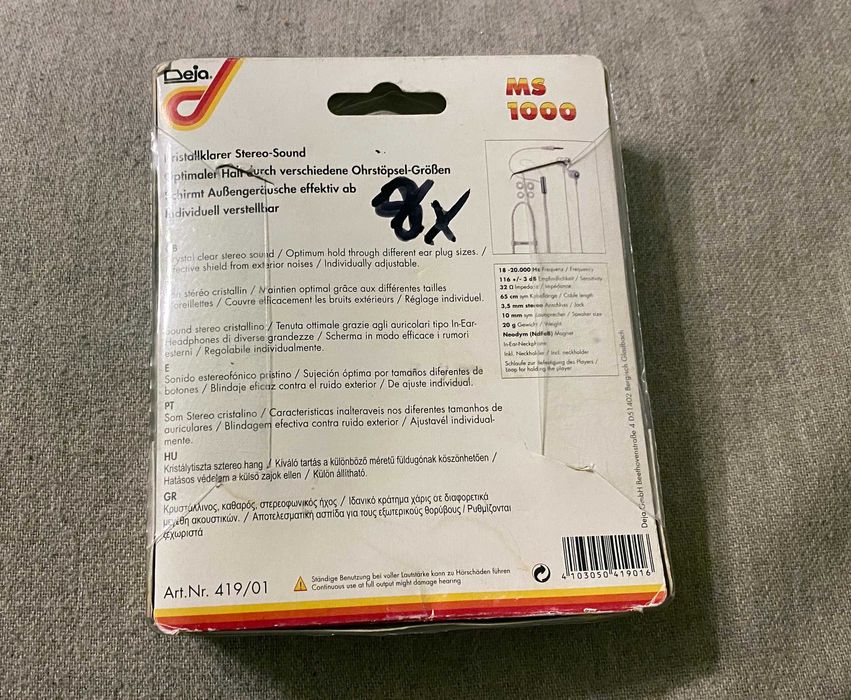 Deja.
MS
1000
Kristallklarer Stereo-Sound
Optimaler Halt durch verschiedene Ohrstöpsel-Größen
Schirmt Außengeräusche effektiv ab
Individuell verstellbar
8x
GB
Crystal clear stereo sound / Optimum hold through different ear plug sizes. /
Effective shield from exterior noises / Individually adjustable.
stéréo cristallin / Maintien optimal grâce aux différentes tailles
d'oreillettes / Couvre efficacement les bruits extérieurs / Réglage individuel.
Sound stereo cristallino / Tenuta ottimale grazie agli auricolari tipo In-Ear-
Headphones di diverse grandezze / Scherma in modo efficace i rumori
esterni / Regolabile individualmente.
E
Sonido estereofónico pristino / Sujeción óptima por tamaños diferentes de
botones / Blindaje eficaz contra el ruido exterior / De ajuste individual.
PT
Som Stereo cristalino / Caracteristicas inalteraveis nos diferentes tamanhos de
auriculares / Blindagem efectiva contra ruido exterior / Ajustável individual-
mente.
HU
Kristálytiszta sztereo hang / Kiváló tartás a különböző méretű füldugónak köszönhetően /
Hatásos védelem a külső zajok ellen / Külön állítható
GR
Κρυστάλλινος, καθαρός, στερεοφωνικός ήχος / Ιδανικό κράτημα χάρις σε διαφορετικά
μεγέθη ακουστικών. / Αποτελεσματική ασπίδα για τους εξωτερικούς θορύβους / Ρυθμίζονται
ξεχωριστά
18 -20.000 Hz Frequenz / Frequency
116 +/- 3 dB Empfindlichkeit / Sensitivity
32 Ω Impedanz / Impedance
65 cm sym Kabellänge / Cable length
3,5 mm stereo Anschluss / Jack
10 mm sym Lautsprecher / Speaker size
20 g Gewicht / Weight
Neodym (NdFeB) Magnet
In-Ear-Neckphone
Inkl. Neckholder / Incl. neckholder
Schlaufe zur Befestigung des Players /
Loop for holding the player
Deja GmbH Beethovenstraße 4 D51402 Bergisch Gladbach
Art.Nr. 419/01
Ständige Benutzung bei voller Lautstärke kann zu Hörschäden führen
Continuous use at full output might damage hearing
4 103050 419016